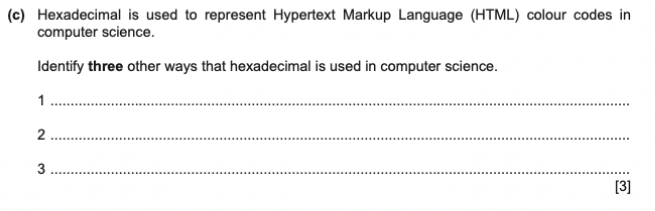 (c) Hexadecimal is used to represent Hypertext Markup Language (HTML) colour codes in
computer science.
Identify three other ways that hexadecimal is used in computer science.
1 ..........................................................................................................................................
2 ..........................................................................................................................................
3 ..........................................................................................................................................
[3]